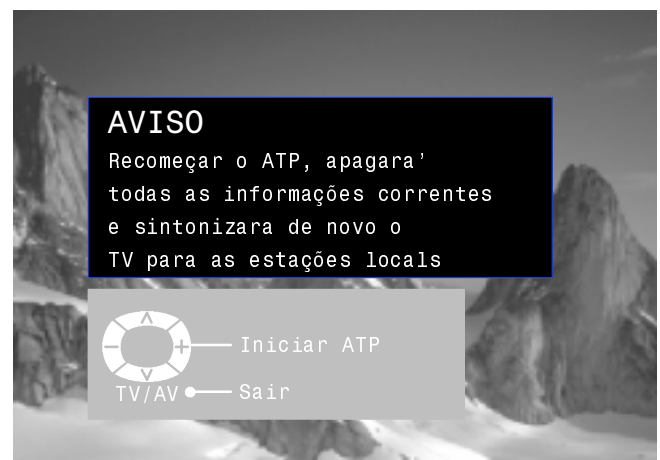 AVISO
Recomeçar o ATP, apagara’
todas as informações correntes
e sintonizara de novo o
TV para as estações locals
Iniciar ATP
TV/AV
Sair